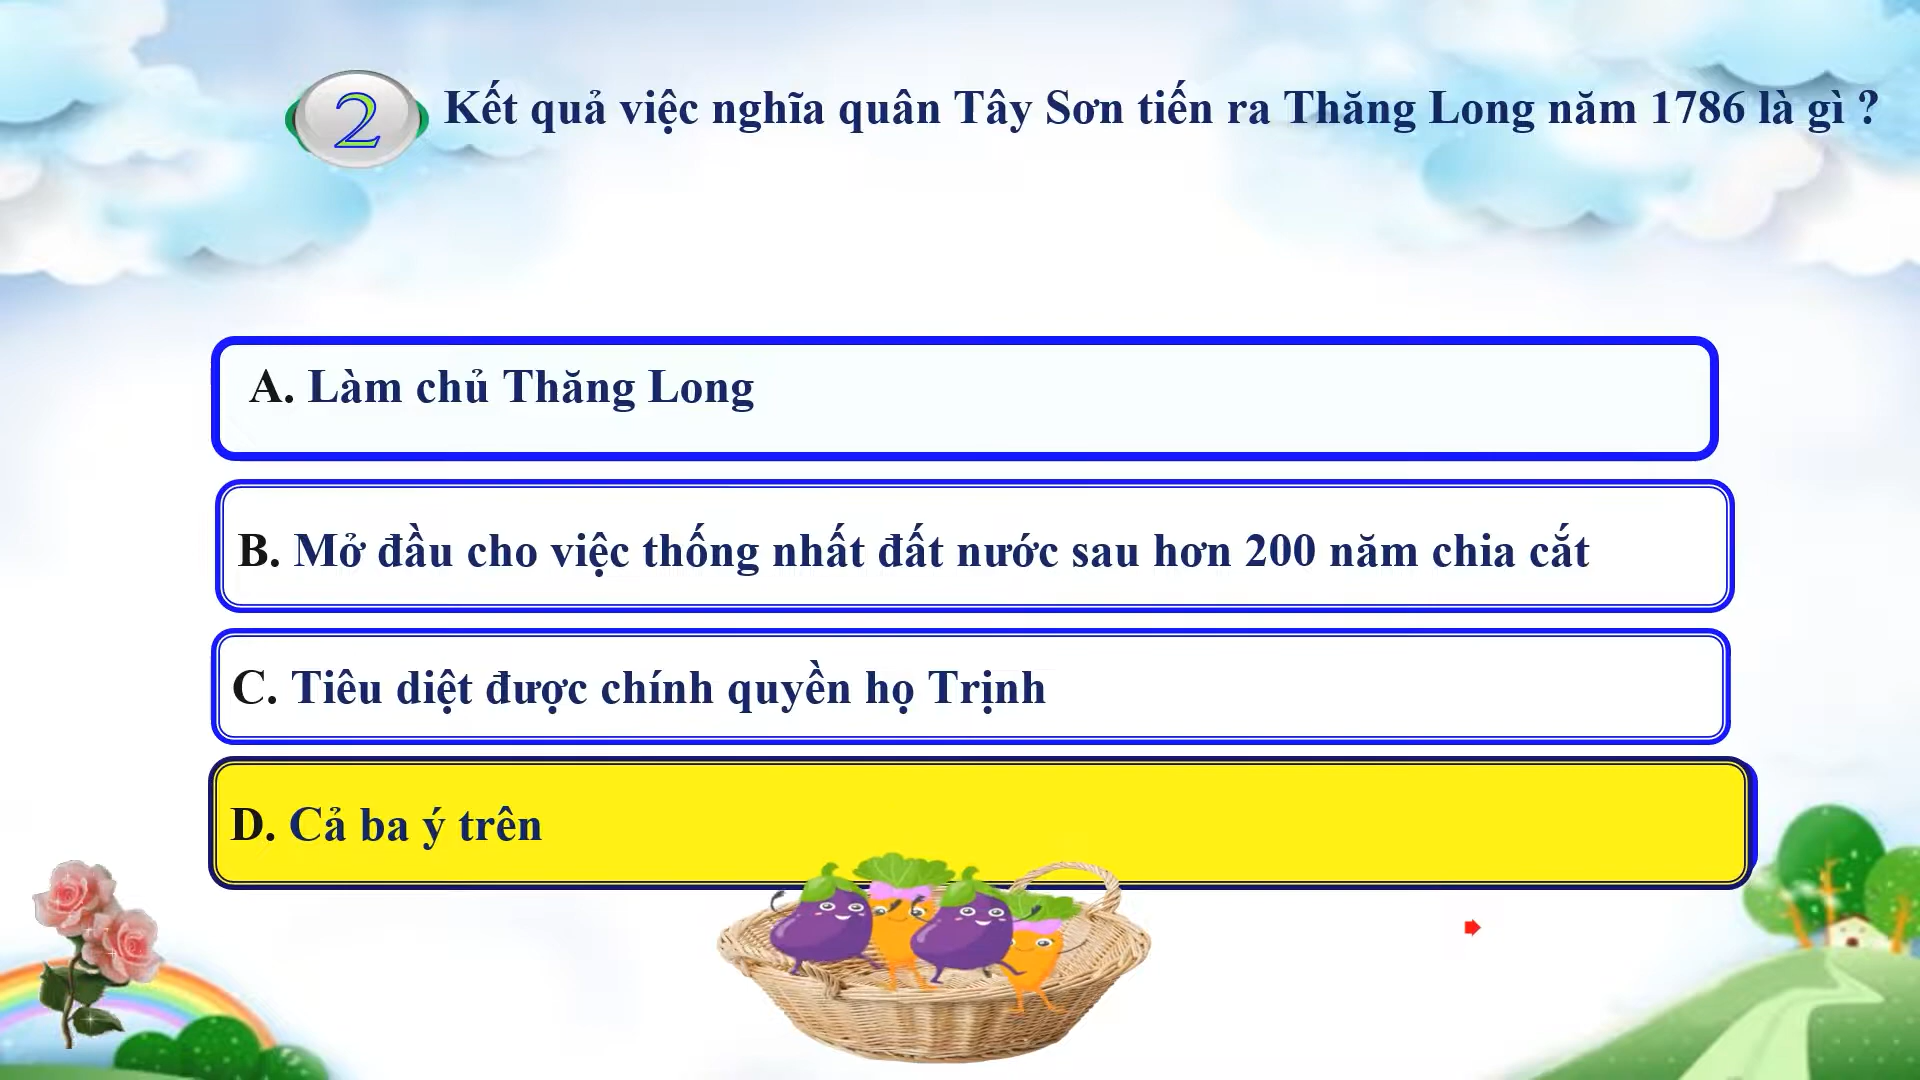 2 Kết quả việc nghĩa quân Tây Sơn tiến ra Thăng Long năm 1786 là gì ?
A. Làm chủ Thăng Long
B. Mở đầu cho việc thống nhất đất nước sau hơn 200 năm chia cắt
C. Tiêu diệt được chính quyền họ Trịnh
D. Cả ba ý trên